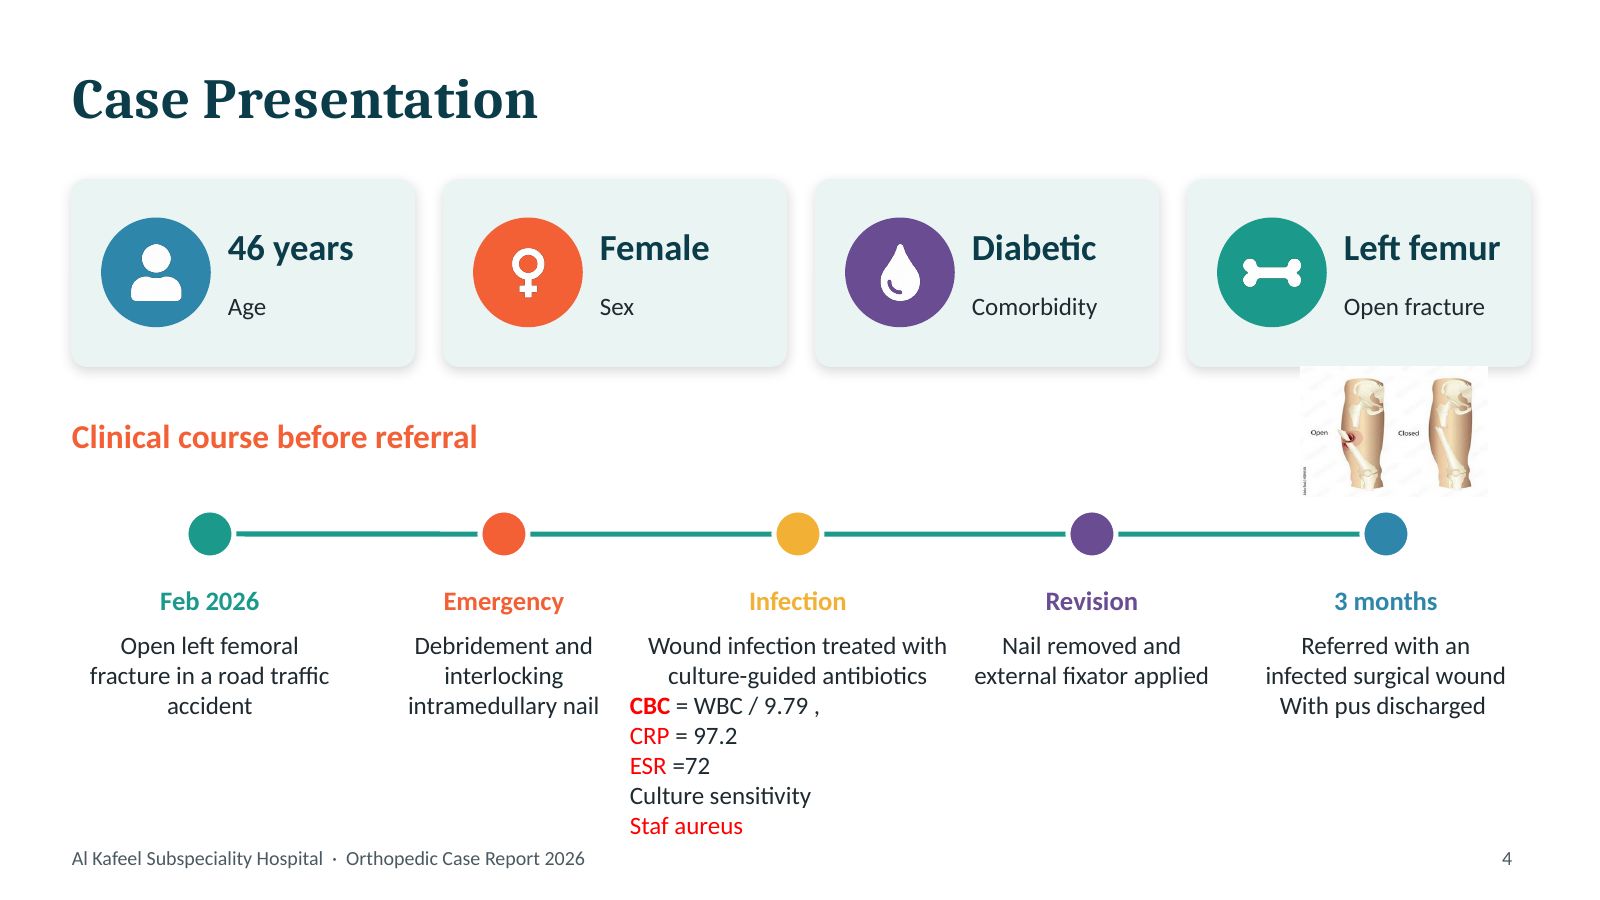 Case Presentation
46 years
Age
Female
Sex
Diabetic
Comorbidity
Left femur
Open fracture
Open
Closed
Clinical course before referral
Feb 2026
Open left femoral
fracture in a road traffic
accident
Emergency
Debridement and
interlocking
intramedullary nail
Infection
Wound infection treated with
culture-guided antibiotics
CBC = WBC / 9.79 ,
CRP = 97.2
ESR =72
Culture sensitivity
Staf aureus
Revision
Nail removed and
external fixator applied
3 months
Referred with an
infected surgical wound
With pus discharged
Al Kafeel Subspeciality Hospital · Orthopedic Case Report 2026
4